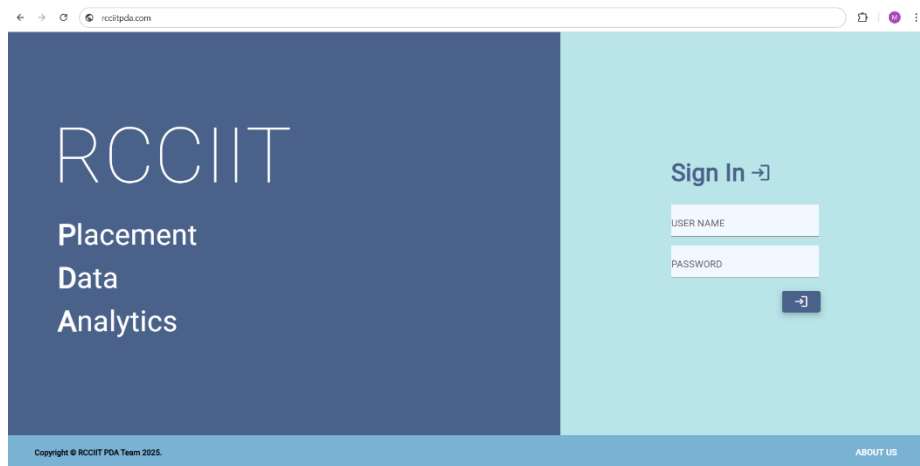 rcciitpda.com
M
RCCIIT
Placement
Data
Analytics
Sign In
USER NAME
PASSWORD
Copyright © RCCIIT PDA Team 2025.
ABOUT US